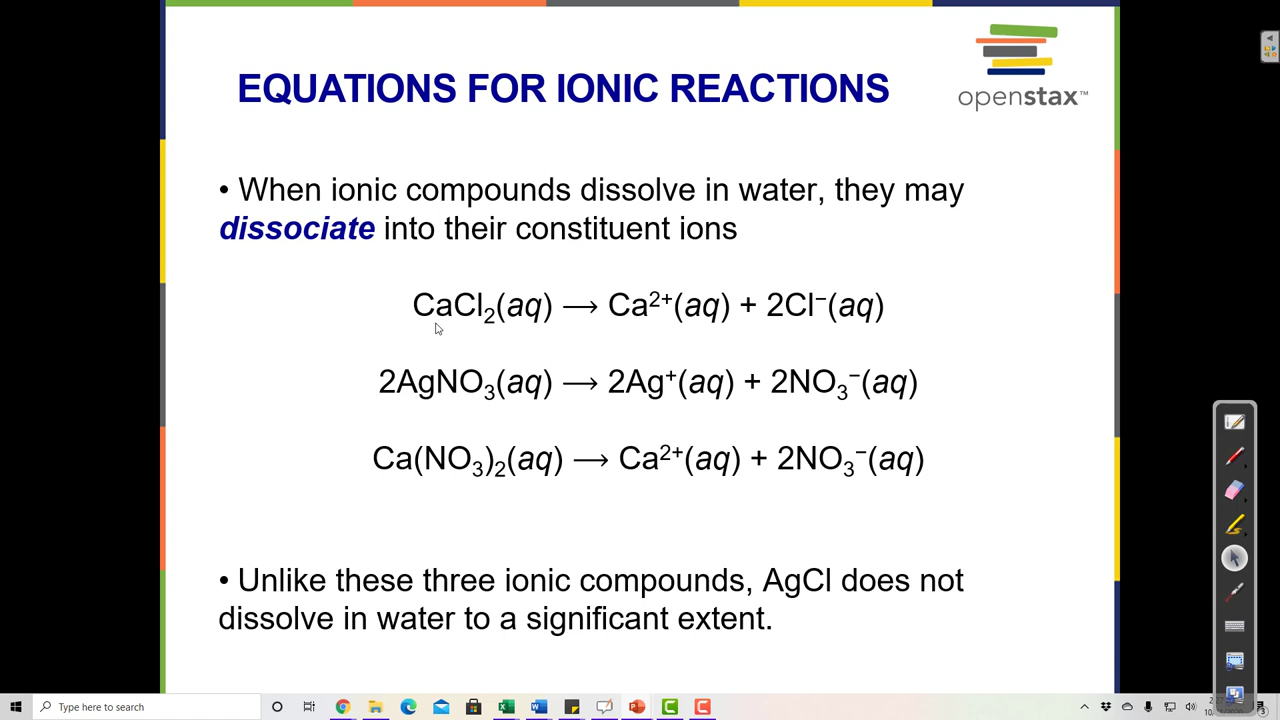 EQUATIONS FOR IONIC REACTIONS
openstax™
• When ionic compounds dissolve in water, they may
dissociate into their constituent ions
CaCl₂(aq) ⟶ Ca²⁺(aq) + 2Cl⁻(aq)
2AgNO₃(aq) ⟶ 2Ag⁺(aq) + 2NO₃⁻(aq)
Ca(NO₃)₂(aq) ⟶ Ca²⁺(aq) + 2NO₃⁻(aq)
• Unlike these three ionic compounds, AgCl does not
dissolve in water to a significant extent.
Type here to search